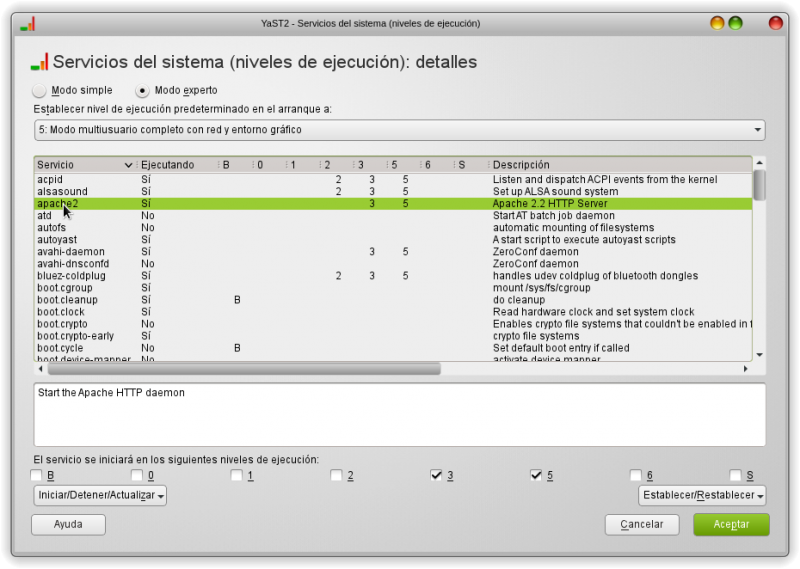 YaST2 - Servicios del sistema (niveles de ejecución)
Servicios del sistema (niveles de ejecución): detalles
Modo simple Modo experto
Establecer nivel de ejecución predeterminado en el arranque a:
5: Modo multiusuario completo con red y entorno gráfico
Servicio Ejecutando B 0 1 2 3 5 6 S Descripción
acpid Sí 2 3 5 Listen and dispatch ACPI events from the kernel
alsasound Sí 2 3 5 Set up ALSA sound system
apache2 Sí 3 5 Apache 2.2 HTTP Server
atd No Start AT batch job daemon
autofs No automatic mounting of filesystems
autoyast Sí A start script to execute autoyast scripts
avahi-daemon Sí 3 5 ZeroConf daemon
avahi-dnsconfd No ZeroConf daemon
bluez-coldplug Sí 2 3 5 handles udev coldplug of bluetooth dongles
boot.cgroup Sí mount /sys/fs/cgroup
boot.cleanup Sí B do cleanup
boot.clock Sí Read hardware clock and set system clock
boot.crypto No Enables crypto file systems that couldn't be enabled in f
boot.crypto-early Sí crypto file systems
boot.cycle No B Set default boot entry if called
boot.device-mapper No activate device mapper
Start the Apache HTTP daemon
El servicio se iniciará en los siguientes niveles de ejecución:
B 0 1 2 3 5 6 S
Iniciar/Detener/Actualizar Establecer/Restablecer
Ayuda Cancelar Aceptar